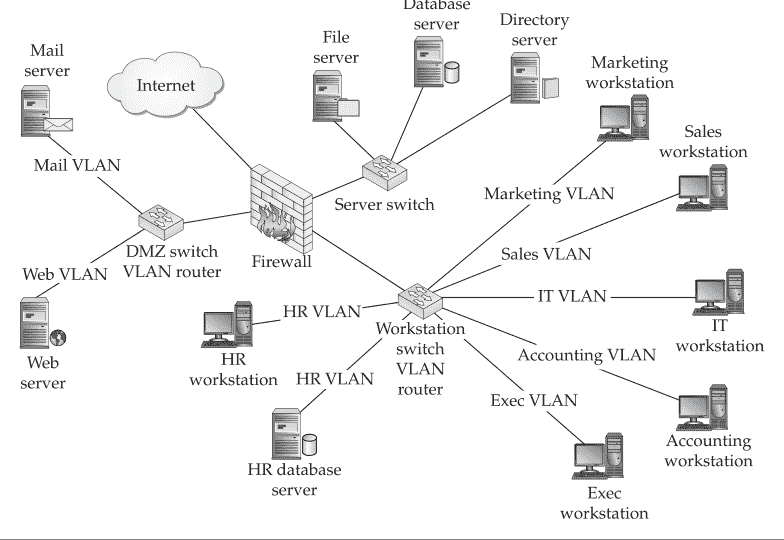 Database
server
Directory
server
File
server
Mail
server
Internet
Marketing
workstation
Sales
workstation
Mail VLAN
Marketing VLAN
Server switch
DMZ switch
VLAN router
Firewall
Sales VLAN
Web VLAN
IT VLAN
HR VLAN
Workstation
switch
VLAN
router
IT
workstation
HR
workstation
Web
server
Accounting VLAN
HR VLAN
Exec VLAN
Accounting
workstation
HR database
server
Exec
workstation